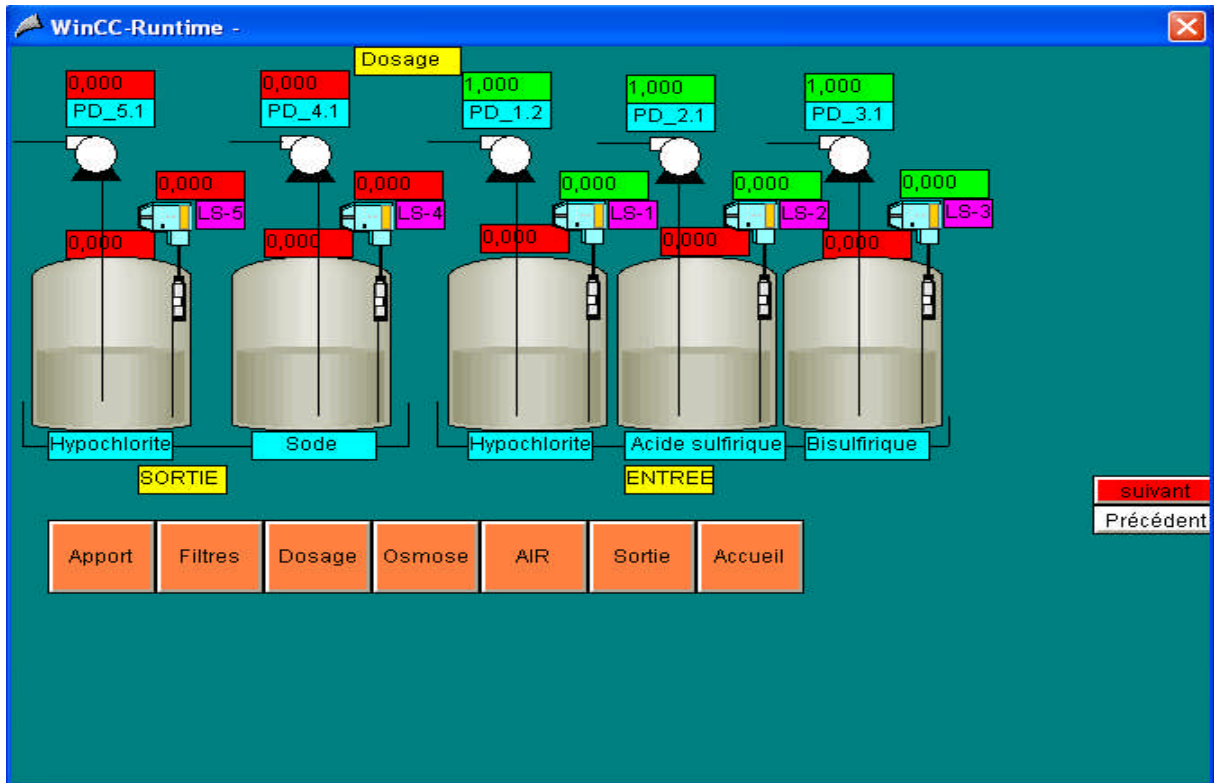 WinCC-Runtime -
Dosage
0,000 0,000 1,000 1,000 1,000
PD_5.1 PD_4.1 PD_1.2 PD_2.1 PD_3.1
0,000 0,000 0,000 0,000 0,000
LS-5 LS-4 LS-1 LS-2 LS-3
0,000 0,000 0,000 0,000 0,000
Hypochlorite Sode Hypochlorite Acide sulfirique Bisulfirique
SORTIE ENTREE
suivant
Précédent
Apport Filtres Dosage Osmose AIR Sortie Accueil